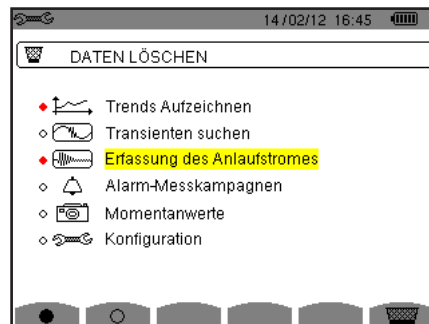 14/02/12 16:45
DATEN LÖSCHEN
Trends Aufzeichnen
Transienten suchen
Erfassung des Anlaufstromes
Alarm-Messkampagnen
Momentanwerte
Konfiguration